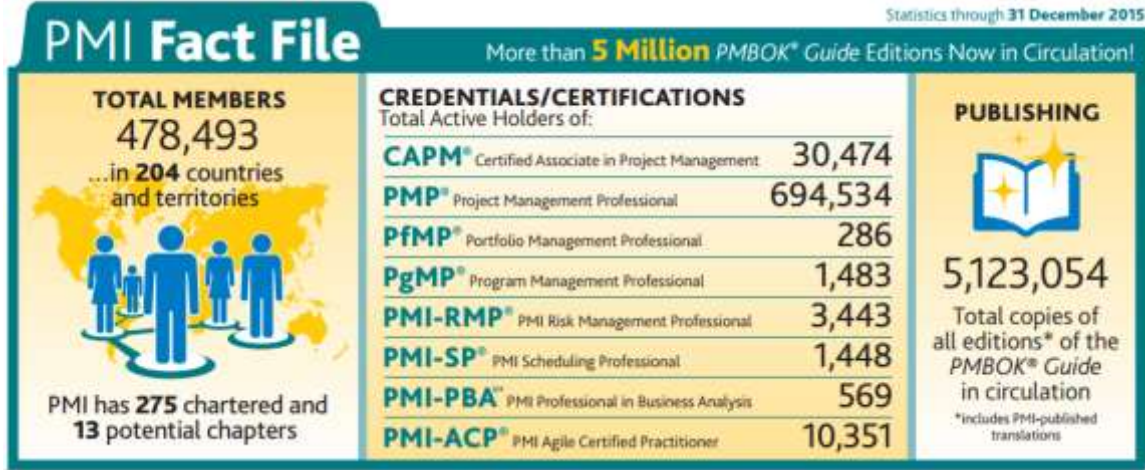 Statistics through 31 December 2015
PMI Fact File
More than 5 Million PMBOK® Guide Editions Now in Circulation!
TOTAL MEMBERS
478,493
...in 204 countries
and territories
PMI has 275 chartered and
13 potential chapters
CREDENTIALS/CERTIFICATIONS
Total Active Holders of:
CAPM® Certified Associate in Project Management 30,474
PMP® Project Management Professional 694,534
PfMP® Portfolio Management Professional 286
PgMP® Program Management Professional 1,483
PMI-RMP® PMI Risk Management Professional 3,443
PMI-SP® PMI Scheduling Professional 1,448
PMI-PBA℠ PMI Professional in Business Analysis 569
PMI-ACP® PMI Agile Certified Practitioner 10,351
PUBLISHING
5,123,054
Total copies of
all editions* of the
PMBOK® Guide
in circulation
*includes PMI-published
translations